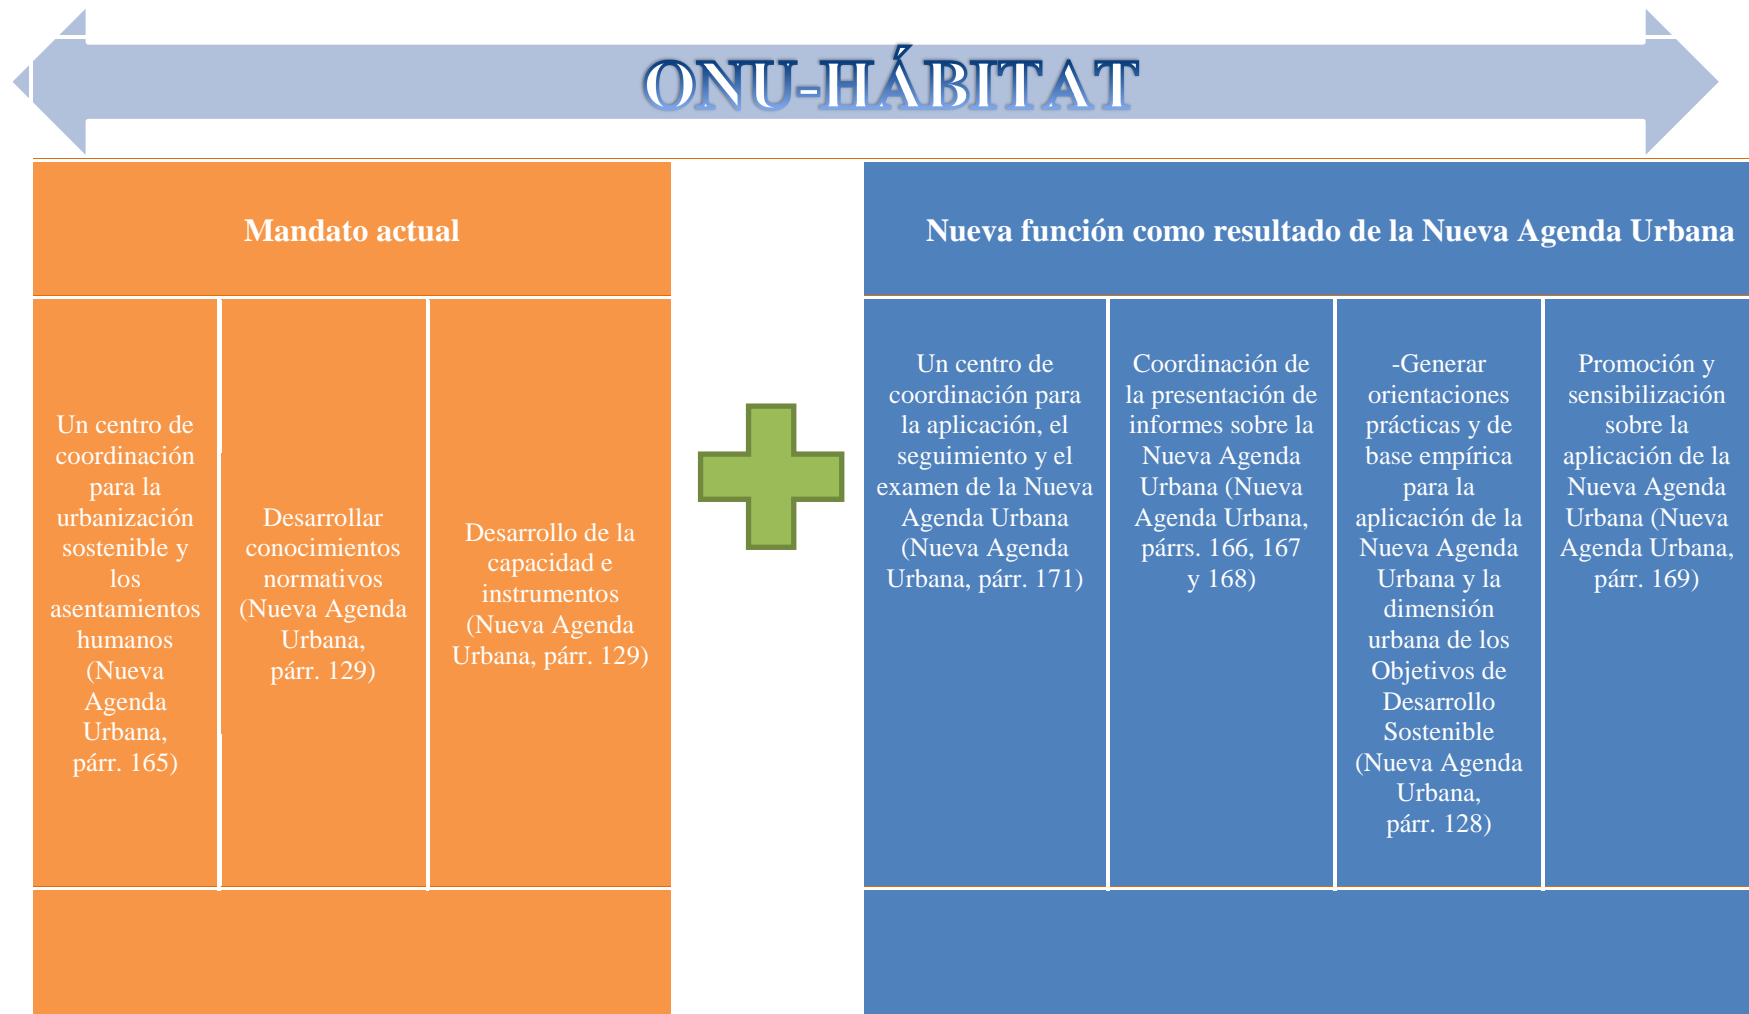 ONU-HÁBITAT
Mandato actual
Un centro de
coordinación
para la
urbanización
sostenible y
los
asentamientos
humanos
(Nueva
Agenda
Urbana,
párr. 165)
Desarrollar
conocimientos
normativos
(Nueva Agenda
Urbana,
párr. 129)
Desarrollo de la
capacidad e
instrumentos
(Nueva Agenda
Urbana, párr. 129)
Nueva función como resultado de la Nueva Agenda Urbana
Un centro de
coordinación para
la aplicación, el
seguimiento y el
examen de la Nueva
Agenda Urbana
(Nueva Agenda
Urbana, párr. 171)
Coordinación de
la presentación de
informes sobre la
Nueva Agenda
Urbana (Nueva
Agenda Urbana,
párrs. 166, 167
y 168)
-Generar
orientaciones
prácticas y de
base empírica
para la
aplicación de la
Nueva Agenda
Urbana y la
dimensión
urbana de los
Objetivos de
Desarrollo
Sostenible
(Nueva Agenda
Urbana,
párr. 128)
Promoción y
sensibilización
sobre la
aplicación de la
Nueva Agenda
Urbana (Nueva
Agenda Urbana,
párr. 169)